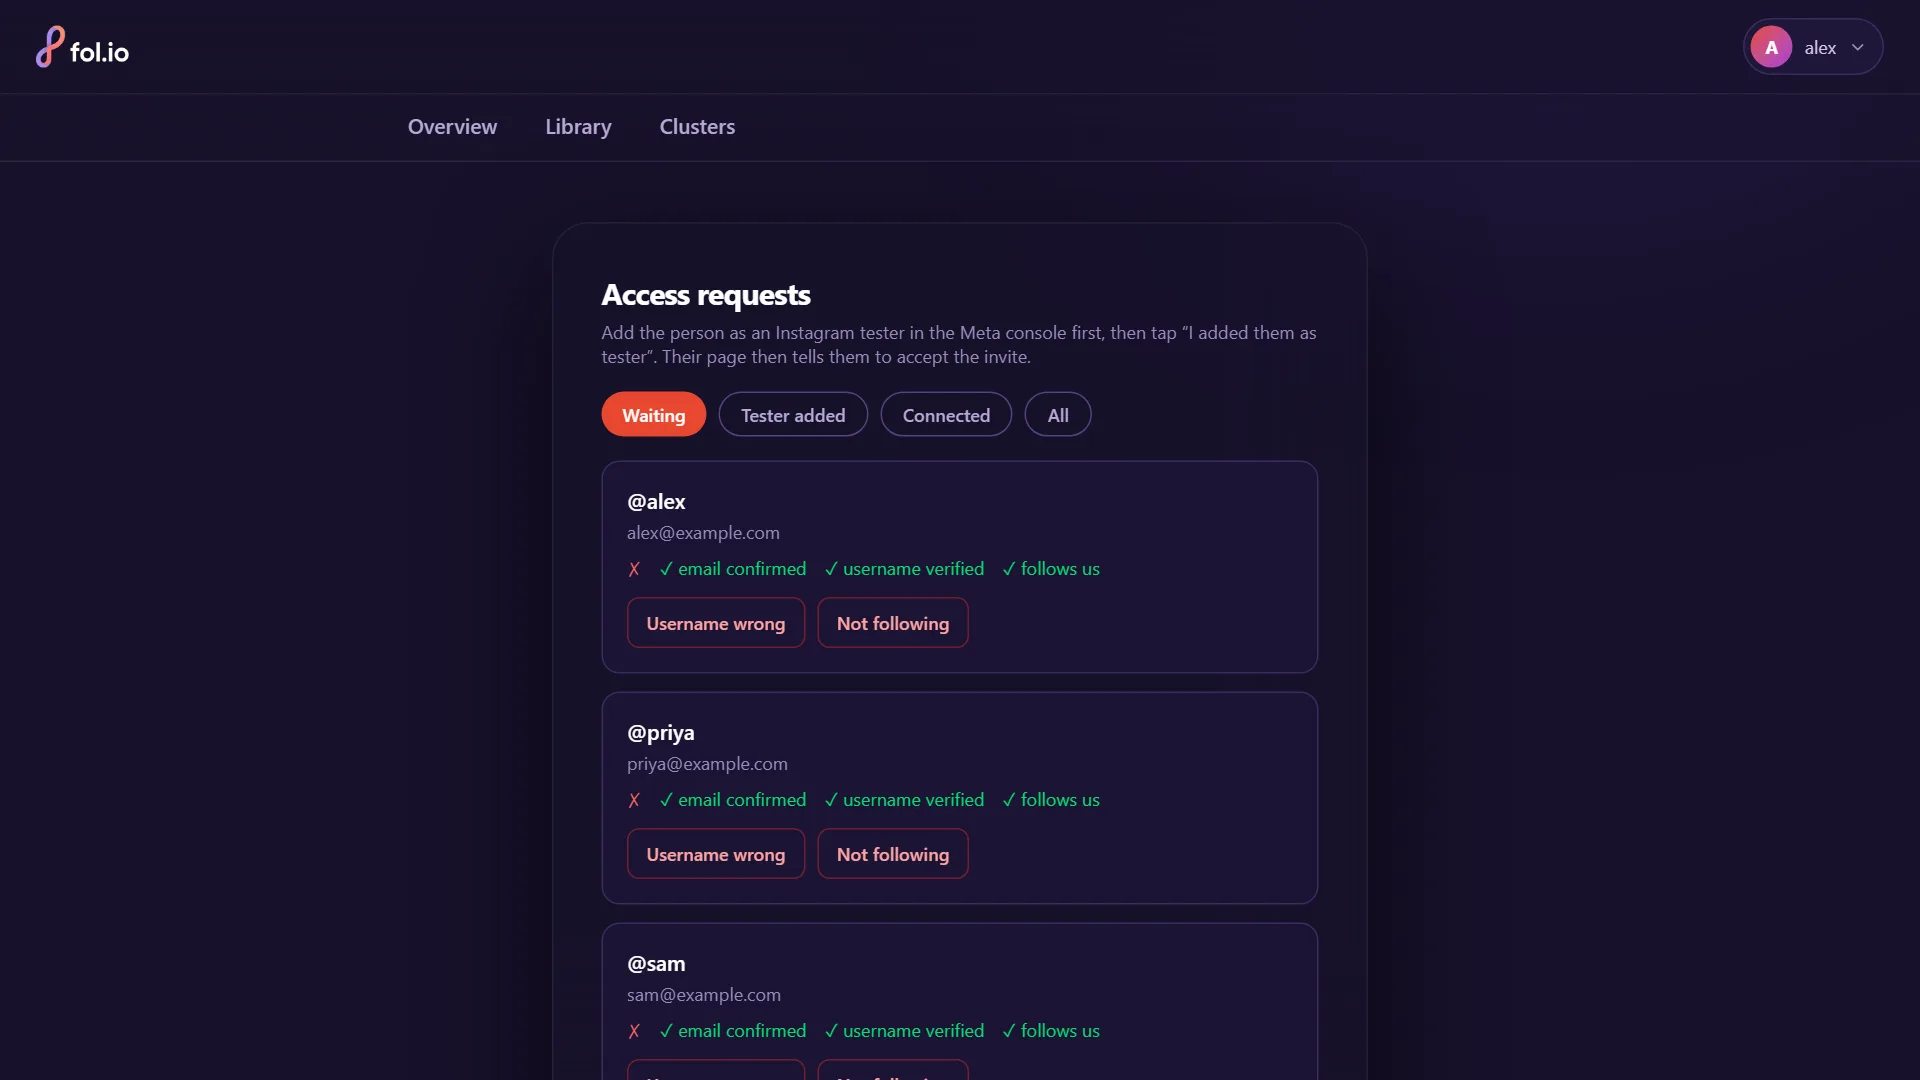 fol.io
A
alex
Overview
Library
Clusters
Access requests
Add the person as an Instagram tester in the Meta console first, then tap “I added them as
tester”. Their page then tells them to accept the invite.
Waiting
Tester added
Connected
All
@alex
alex@example.com
✗ ✓ email confirmed ✓ username verified ✓ follows us
Username wrong
Not following
@priya
priya@example.com
✗ ✓ email confirmed ✓ username verified ✓ follows us
Username wrong
Not following
@sam
sam@example.com
✗ ✓ email confirmed ✓ username verified ✓ follows us